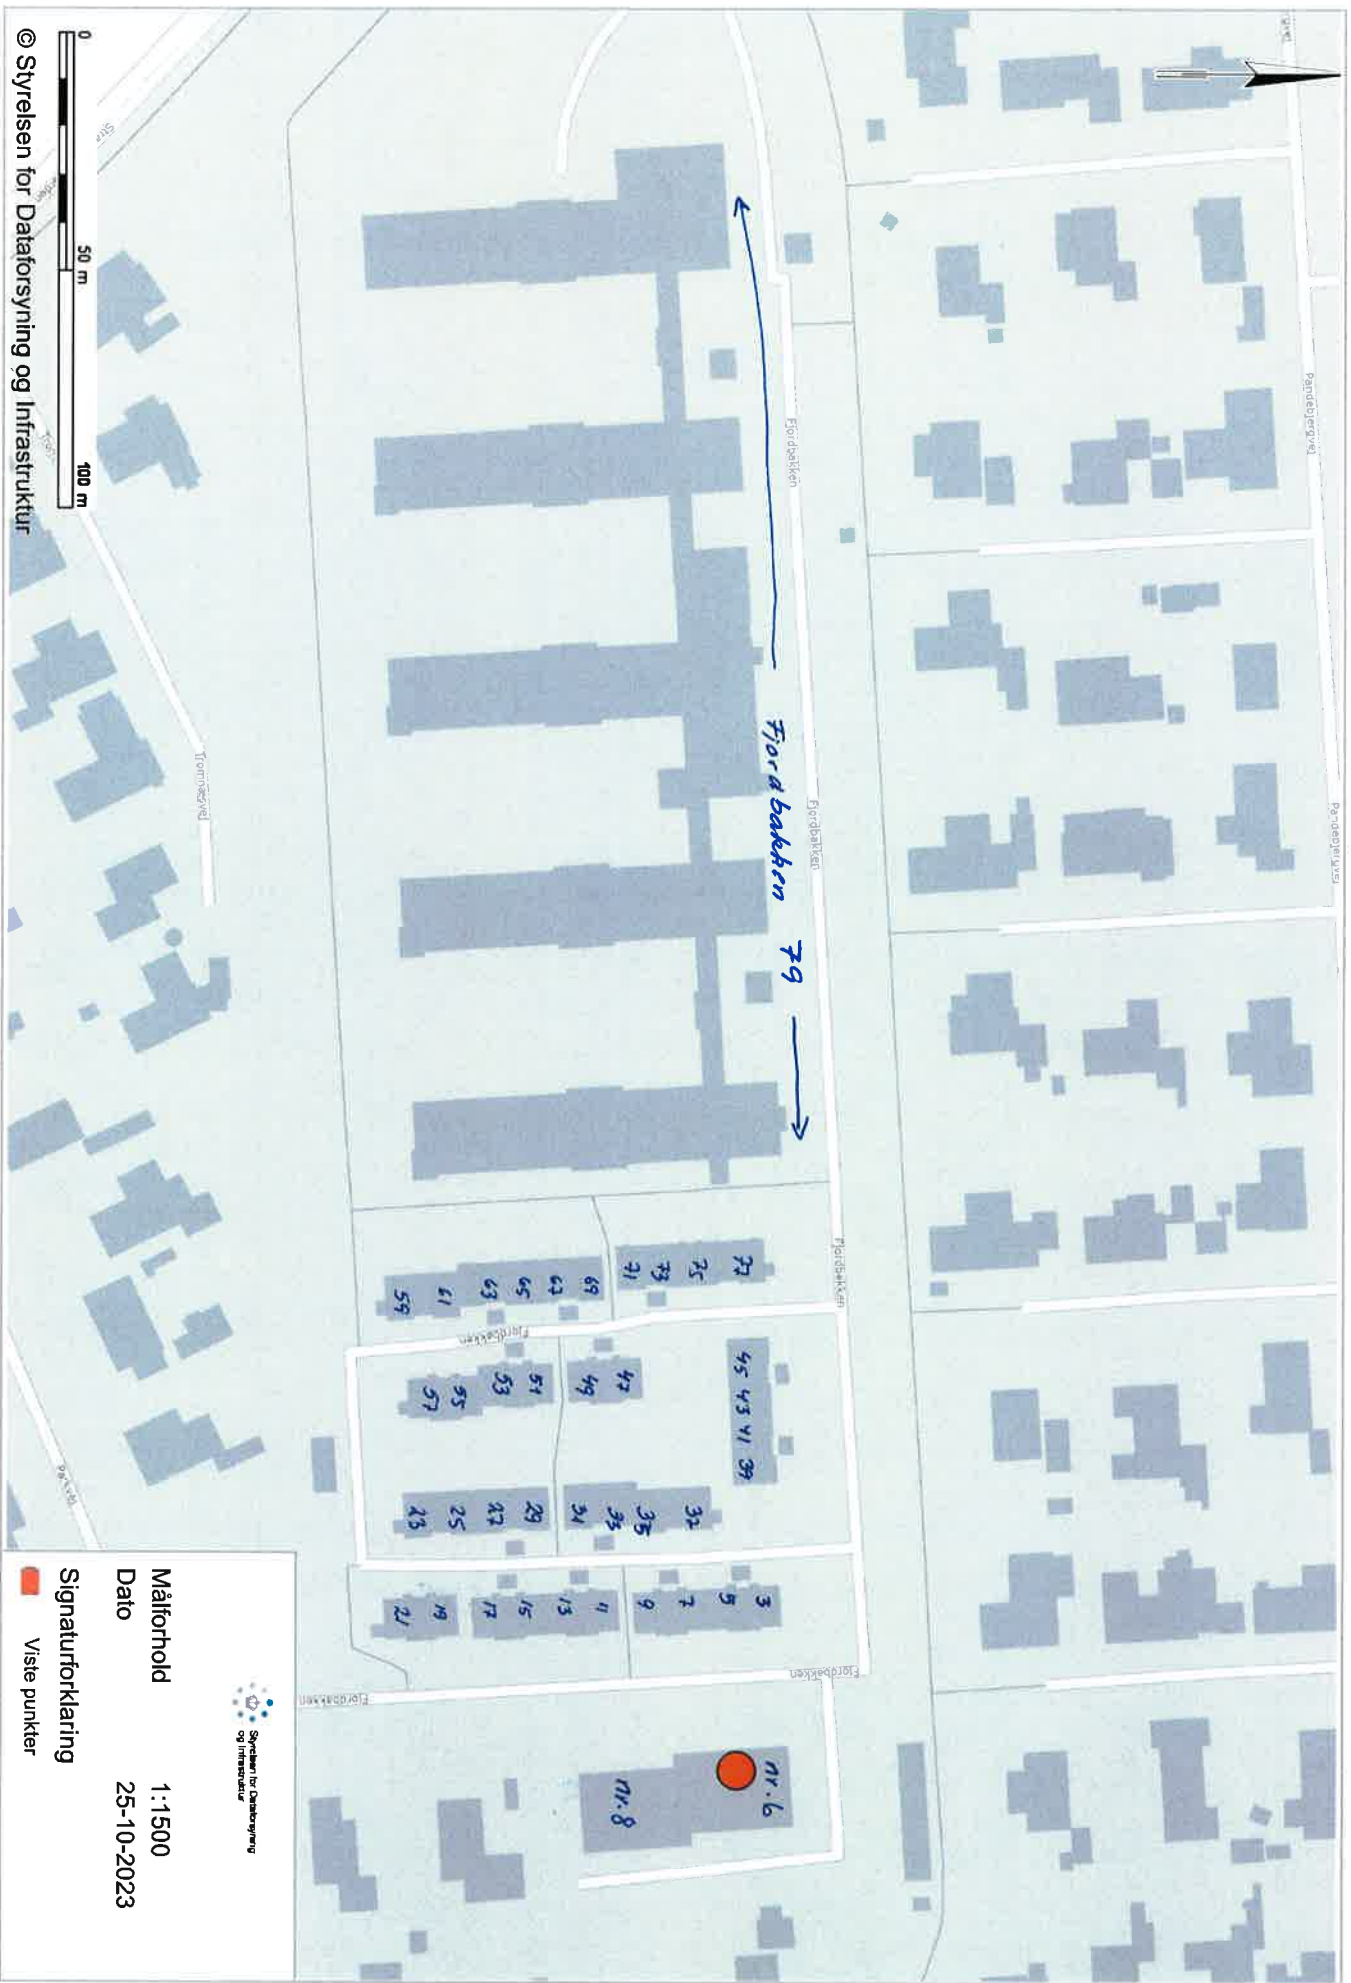 Pandebjergvej
Pandebjergvej
Fjordbakken
Fjordbakken
Fjordbakken
Fjordbakken 79
77
75
73
71
69
67
65
63
61
59
Fjordbakken
45 43 41 39
47
49
51
53
55
57
33
31
29
27
25
23
3
5
7
9
11
13
15
17
19
21
Fjordbakken
Fjordbakken
nr. 6
nr. 8
Tromnæsvej
Parkvej
0 50 m 100 m
© Styrelsen for Dataforsyning og Infrastruktur
Styrelsen for Dataforsyning
og Infrastruktur
Målforhold 1:1500
Dato 25-10-2023
Signaturforklaring
Viste punkter